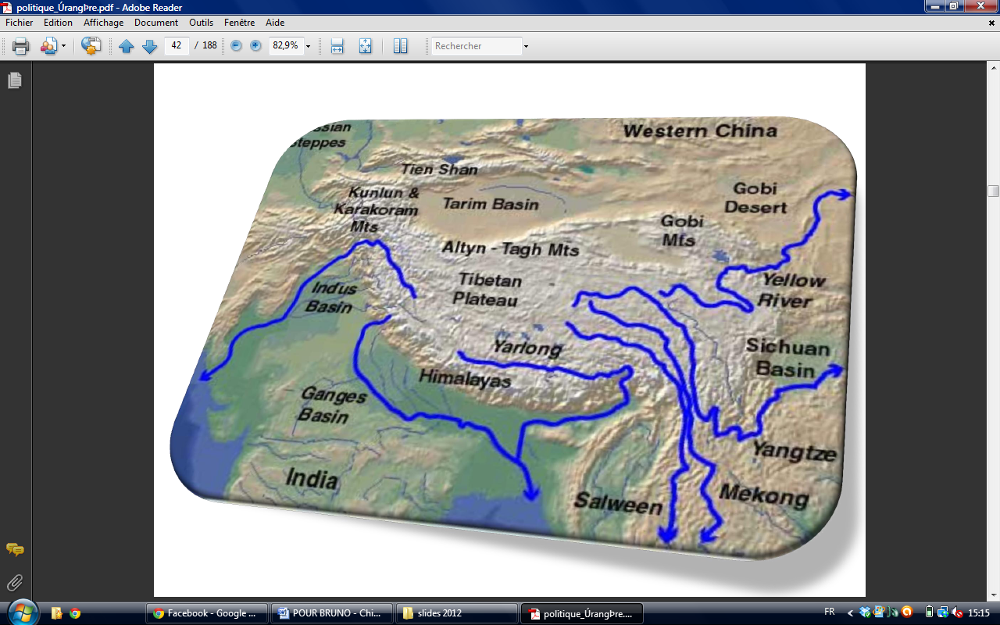 politique_ÚrangÞre.pdf - Adobe Reader
Fichier Edition Affichage Document Outils Fenêtre Aide
42 / 188 82,9% Rechercher
Western China
Steppes
Tien Shan
Gobi
Desert
Kunlun &
Karakoram
Mts
Tarim Basin
Gobi
Mts
Altyn - Tagh Mts
Tibetan
Plateau
Yellow
River
Indus
Basin
Yarlong
Sichuan
Basin
Himalayas
Ganges
Basin
Yangtze
India
Salween
Mekong
Facebook - Google ...
POUR BRUNO - Chi...
slides 2012
politique_ÚrangÞre....
FR
15:15